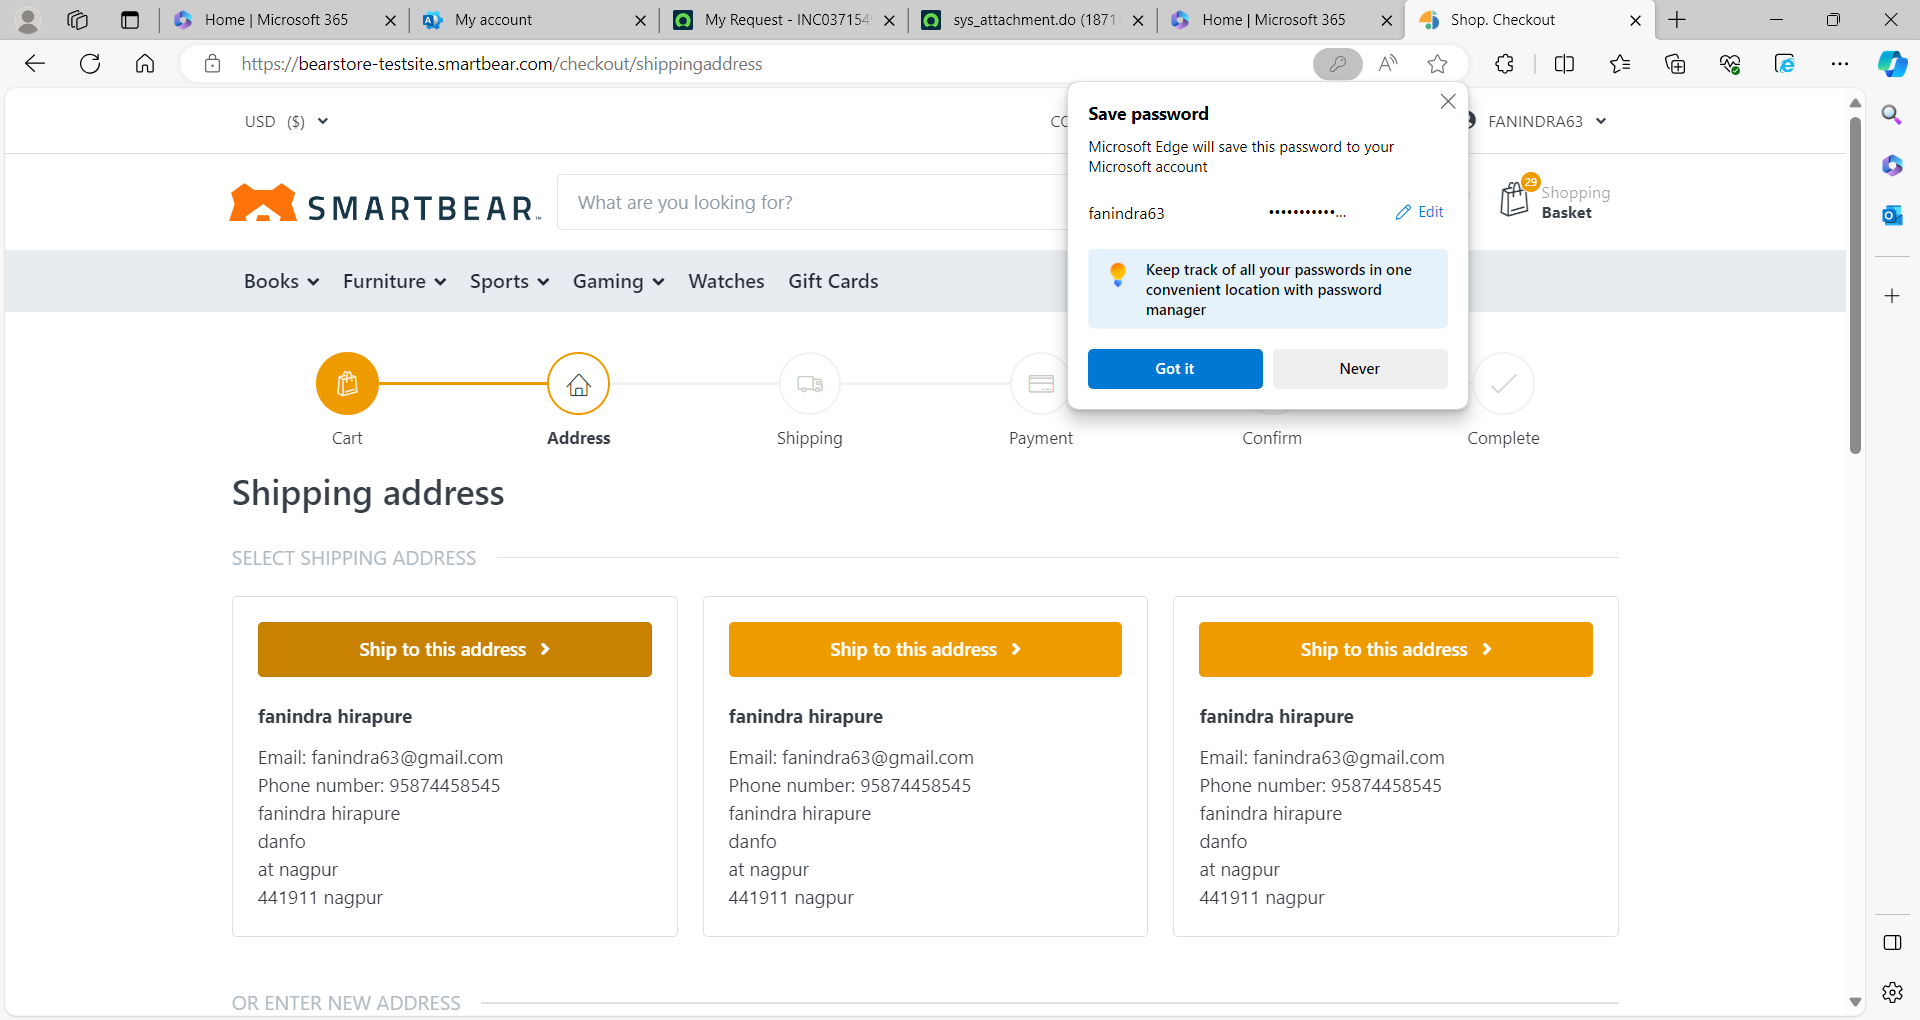 Home | Microsoft 365
My account
My Request - INC037154
sys_attachment.do (1871
Home | Microsoft 365
Shop. Checkout
https://bearstore-testsite.smartbear.com/checkout/shippingaddress
USD ($)
FANINDRA63
SMARTBEAR
What are you looking for?
29
Shopping
Basket
Save password
Microsoft Edge will save this password to your
Microsoft account
fanindra63 ••••••••••••... Edit
Keep track of all your passwords in one
convenient location with password
manager
Got it Never
Books Furniture Sports Gaming Watches Gift Cards
Cart Address Shipping Payment Confirm Complete
Shipping address
SELECT SHIPPING ADDRESS
Ship to this address
fanindra hirapure
Email: fanindra63@gmail.com
Phone number: 95874458545
fanindra hirapure
danfo
at nagpur
441911 nagpur
Ship to this address
fanindra hirapure
Email: fanindra63@gmail.com
Phone number: 95874458545
fanindra hirapure
danfo
at nagpur
441911 nagpur
Ship to this address
fanindra hirapure
Email: fanindra63@gmail.com
Phone number: 95874458545
fanindra hirapure
danfo
at nagpur
441911 nagpur
OR ENTER NEW ADDRESS